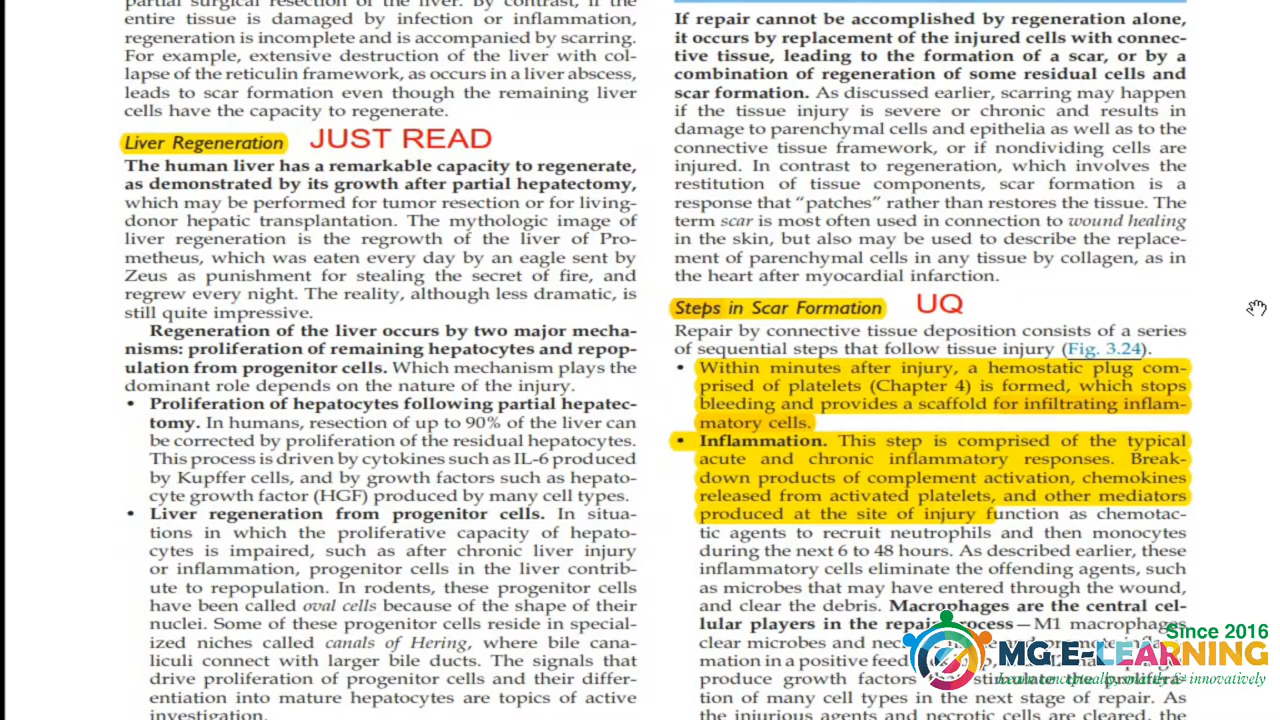 partial surgical resection of the liver. By contrast, if the
entire tissue is damaged by infection or inflammation,
regeneration is incomplete and is accompanied by scarring.
For example, extensive destruction of the liver with col-
lapse of the reticulin framework, as occurs in a liver abscess,
leads to scar formation even though the remaining liver
cells have the capacity to regenerate.
Liver Regeneration JUST READ
The human liver has a remarkable capacity to regenerate,
as demonstrated by its growth after partial hepatectomy,
which may be performed for tumor resection or for living-
donor hepatic transplantation. The mythologic image of
liver regeneration is the regrowth of the liver of Pro-
metheus, which was eaten every day by an eagle sent by
Zeus as punishment for stealing the secret of fire, and
regrew every night. The reality, although less dramatic, is
still quite impressive.
Regeneration of the liver occurs by two major mecha-
nisms: proliferation of remaining hepatocytes and repop-
ulation from progenitor cells. Which mechanism plays the
dominant role depends on the nature of the injury.
• Proliferation of hepatocytes following partial hepatec-
tomy. In humans, resection of up to 90% of the liver can
be corrected by proliferation of the residual hepatocytes.
This process is driven by cytokines such as IL-6 produced
by Kupffer cells, and by growth factors such as hepato-
cyte growth factor (HGF) produced by many cell types.
• Liver regeneration from progenitor cells. In situa-
tions in which the proliferative capacity of hepato-
cytes is impaired, such as after chronic liver injury
or inflammation, progenitor cells in the liver contrib-
ute to repopulation. In rodents, these progenitor cells
have been called oval cells because of the shape of their
nuclei. Some of these progenitor cells reside in special-
ized niches called canals of Hering, where bile cana-
liculi connect with larger bile ducts. The signals that
drive proliferation of progenitor cells and their differ-
entiation into mature hepatocytes are topics of active
investigation.
If repair cannot be accomplished by regeneration alone,
it occurs by replacement of the injured cells with connec-
tive tissue, leading to the formation of a scar, or by a
combination of regeneration of some residual cells and
scar formation. As discussed earlier, scarring may happen
if the tissue injury is severe or chronic and results in
damage to parenchymal cells and epithelia as well as to the
connective tissue framework, or if nondividing cells are
injured. In contrast to regeneration, which involves the
restitution of tissue components, scar formation is a
response that “patches” rather than restores the tissue. The
term scar is most often used in connection to wound healing
in the skin, but also may be used to describe the replace-
ment of parenchymal cells in any tissue by collagen, as in
the heart after myocardial infarction.
Steps in Scar Formation UQ
Repair by connective tissue deposition consists of a series
of sequential steps that follow tissue injury (Fig. 3.24).
• Within minutes after injury, a hemostatic plug com-
prised of platelets (Chapter 4) is formed, which stops
bleeding and provides a scaffold for infiltrating inflam-
matory cells.
• Inflammation. This step is comprised of the typical
acute and chronic inflammatory responses. Break-
down products of complement activation, chemokines
released from activated platelets, and other mediators
produced at the site of injury function as chemotac-
tic agents to recruit neutrophils and then monocytes
during the next 6 to 48 hours. As described earlier, these
inflammatory cells eliminate the offending agents, such
as microbes that may have entered through the wound,
and clear the debris. Macrophages are the central cel-
lular players in the repair process—M1 macrophages
clear microbes and
mation in a positive
produce growth factors
tion of many cell types in the next stage of repair. As
the injurious agents and necrotic cells are cleared, the
Since 2016
MG E-LEARNING
Learn conceptually, smartly & innovatively